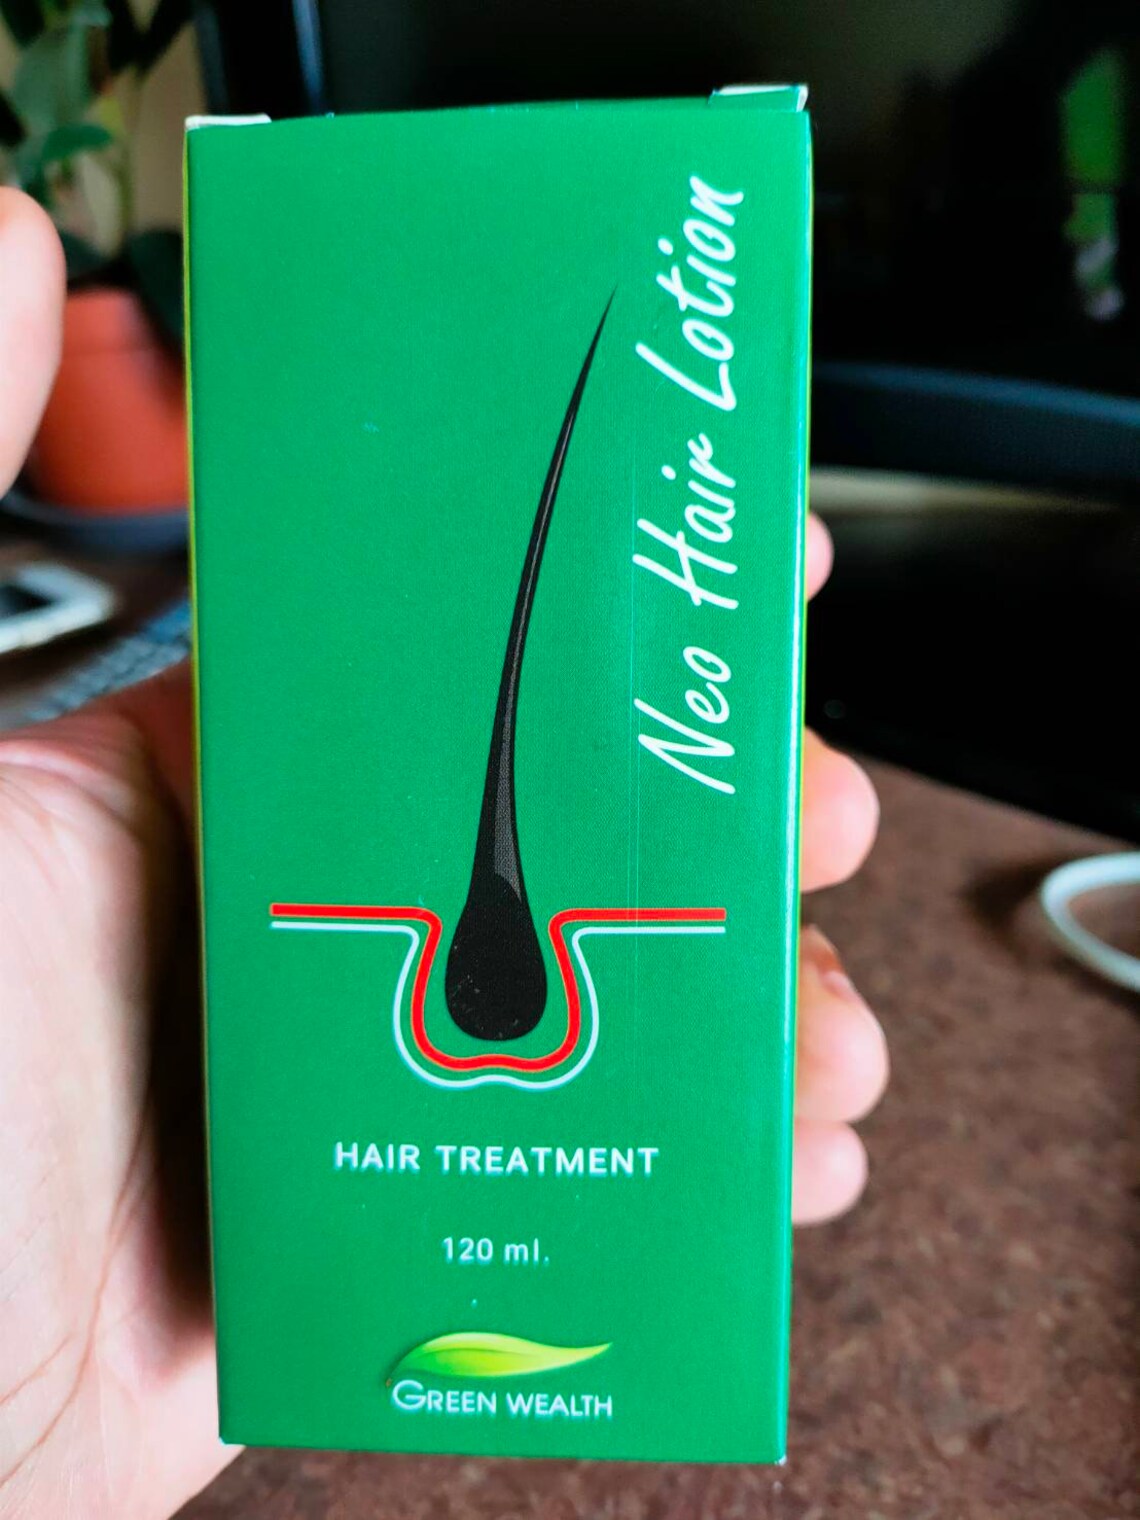 Neo Hair Lotion
HAIR TREATMENT
120 ml.
GREEN WEALTH